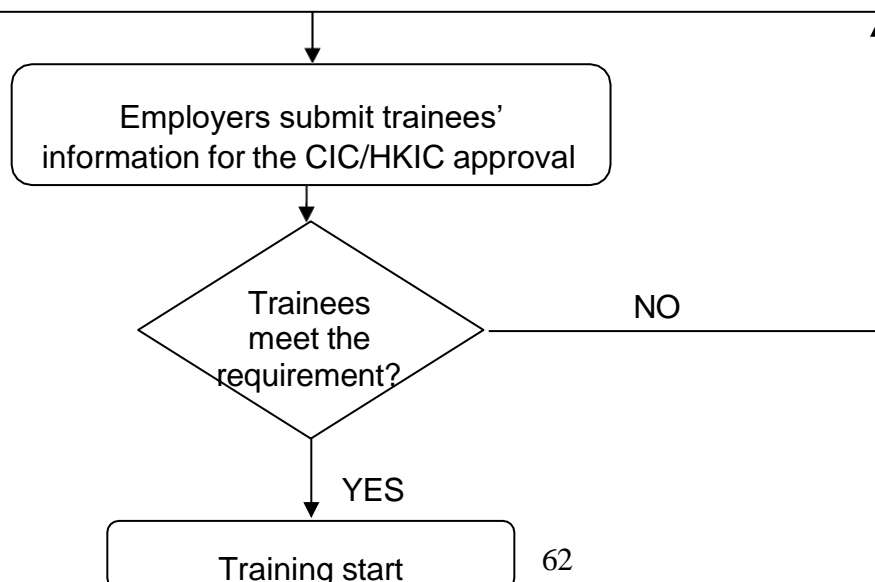 Employers submit trainees’
information for the CIC/HKIC approval
Trainees
meet the
requirement?
NO
YES
Training start
62